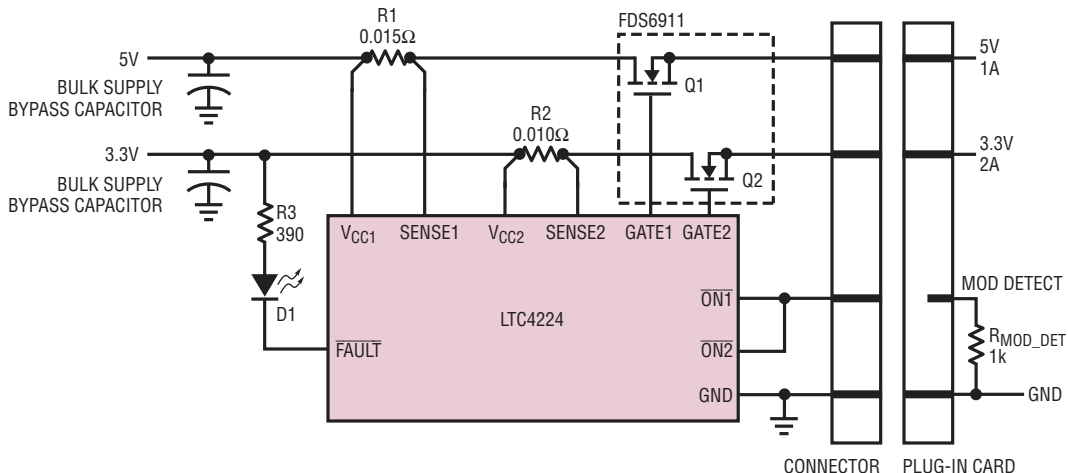 R1
0.015Ω
FDS6911
5V
BULK SUPPLY
BYPASS CAPACITOR
Q1
5V
1A
R2
0.010Ω
3.3V
BULK SUPPLY
BYPASS CAPACITOR
Q2
3.3V
2A
R3
390
D1
VCC1 SENSE1 VCC2 SENSE2 GATE1 GATE2
LTC4224
ON1
ON2
FAULT
GND
MOD DETECT
RMOD_DET
1k
GND
CONNECTOR PLUG-IN CARD